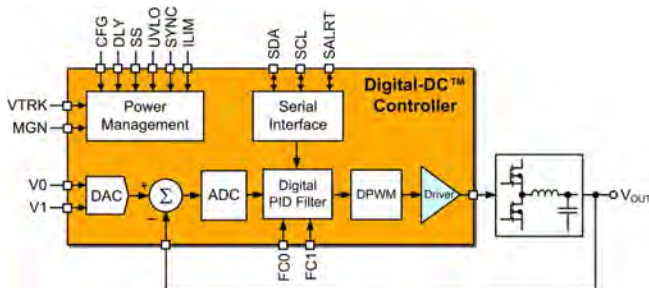 CFG
DLY
SS
UVLO
SYNC
ILIM
SDA
SCL
SALRT
Digital-DC™
Controller
VTRK
MGN
Power
Management
Serial
Interface
V0
V1
DAC
+
−
Σ
ADC
Digital
PID Filter
DPWM
Driver
VOUT
FC0
FC1